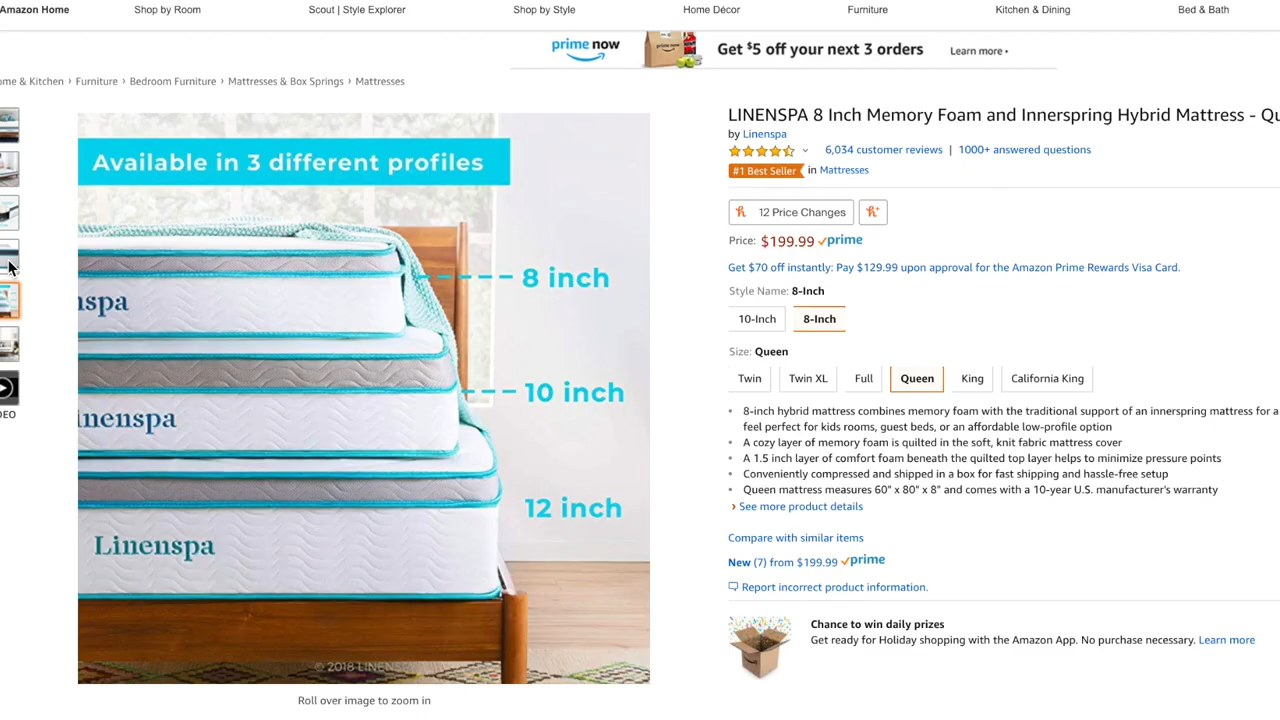 Amazon Home Shop by Room Scout | Style Explorer Shop by Style Home Décor Furniture Kitchen & Dining Bed & Bath
prime now Get $5 off your next 3 orders Learn more ▸
ome & Kitchen › Furniture › Bedroom Furniture › Mattresses & Box Springs › Mattresses
LINENSPA 8 Inch Memory Foam and Innerspring Hybrid Mattress - Qu
by Linenspa
6,034 customer reviews | 1000+ answered questions
#1 Best Seller in Mattresses
12 Price Changes
Price: $199.99 prime
Get $70 off instantly: Pay $129.99 upon approval for the Amazon Prime Rewards Visa Card.
Style Name: 8-Inch
10-Inch 8-Inch
Size: Queen
Twin Twin XL Full Queen King California King
8-inch hybrid mattress combines memory foam with the traditional support of an innerspring mattress for a
feel perfect for kids rooms, guest beds, or an affordable low-profile option
A cozy layer of memory foam is quilted in the soft, knit fabric mattress cover
A 1.5 inch layer of comfort foam beneath the quilted top layer helps to minimize pressure points
Conveniently compressed and shipped in a box for fast shipping and hassle-free setup
Queen mattress measures 60" x 80" x 8" and comes with a 10-year U.S. manufacturer's warranty
› See more product details
Compare with similar items
New (7) from $199.99 prime
Report incorrect product information.
Chance to win daily prizes
Get ready for Holiday shopping with the Amazon App. No purchase necessary. Learn more
Available in 3 different profiles
8 inch
nspa
10 inch
inenspa
12 inch
Linenspa
© 2018 LINENSPA
Roll over image to zoom in
DEO